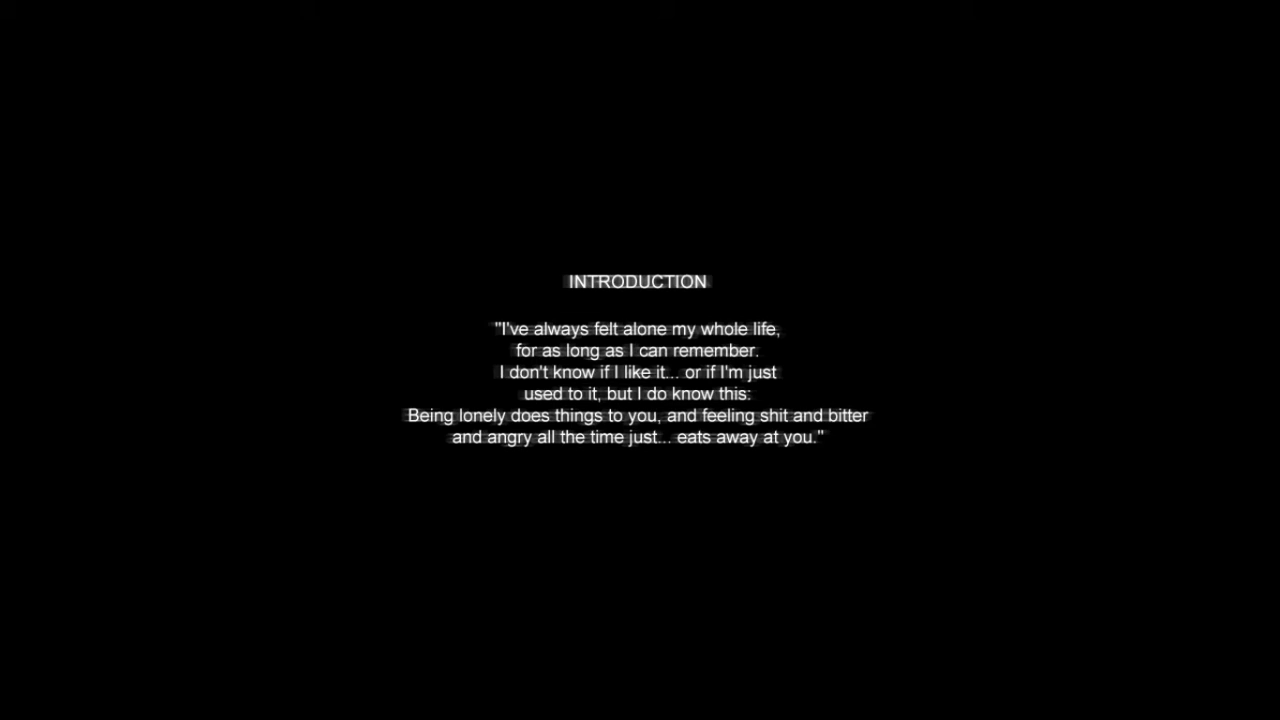 INTRODUCTION
"I've always felt alone my whole life,
for as long as I can remember.
I don't know if I like it... or if I'm just
used to it, but I do know this:
Being lonely does things to you, and feeling shit and bitter
and angry all the time just... eats away at you."